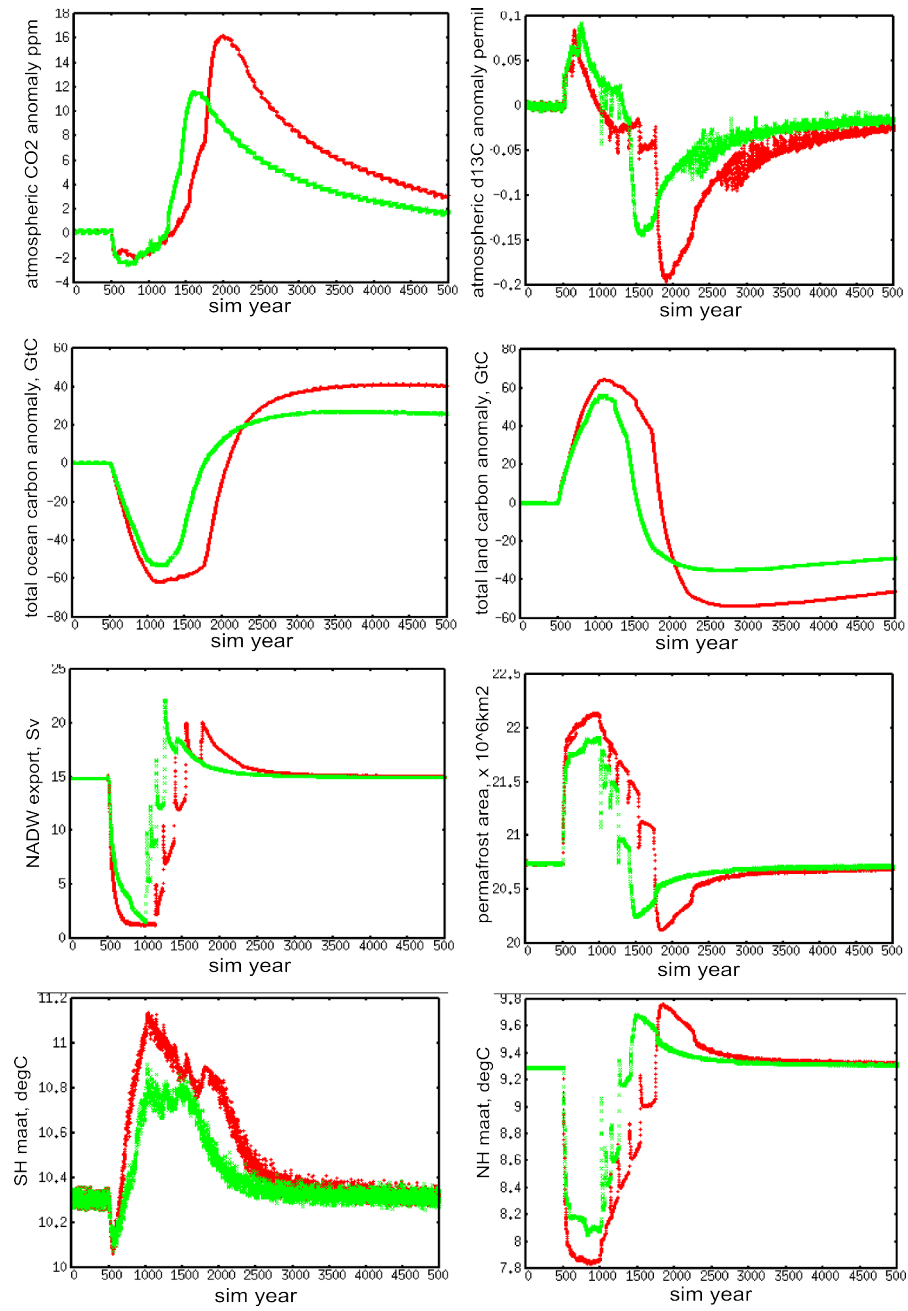 atmospheric CO2 anomaly ppm
18
16
14
12
10
8
6
4
2
0
−2
−4
0 500 1000 1500 2000 2500 3000 3500 4000 4500 500
sim year
atmospheric d13C anomaly permil
0.1
0.05
0
-0.05
-0.1
-0.15
-0.2
0 500 1000 1500 2000 2500 3000 3500 4000 4500 500
sim year
total ocean carbon anomaly, GtC
60
40
20
0
−20
−40
−60
−80
0 500 1000 1500 2000 2500 3000 3500 4000 4500 500
sim year
total land carbon anomaly, GtC
80
60
40
20
0
−20
−40
−60
0 500 1000 1500 2000 2500 3000 3500 4000 4500 500
sim year
NADW export, Sv
25
20
15
10
5
0
0 500 1000 1500 2000 2500 3000 3500 4000 4500 500
sim year
permafrost area, x 10^6km2
22.5
22
21.5
21
20.5
20
0 500 1000 1500 2000 2500 3000 3500 4000 4500 500
sim year
SH maat, degC
11.2
11
10.8
10.6
10.4
10.2
10
0 500 1000 1500 2000 2500 3000 3500 4000 4500 500
sim year
NH maat, degC
9.8
9.6
9.4
9.2
9
8.8
8.6
8.4
8.2
8
7.8
0 500 1000 1500 2000 2500 3000 3500 4000 4500 500
sim year